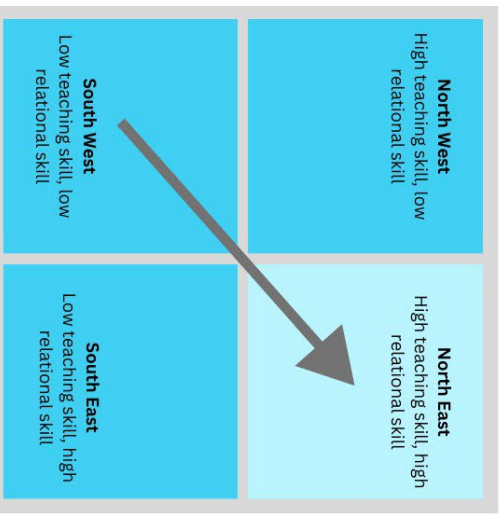 North West
High teaching skill, low
relational skill
North East
High teaching skill, high
relational skill
South West
Low teaching skill, low
relational skill
South East
Low teaching skill, high
relational skill